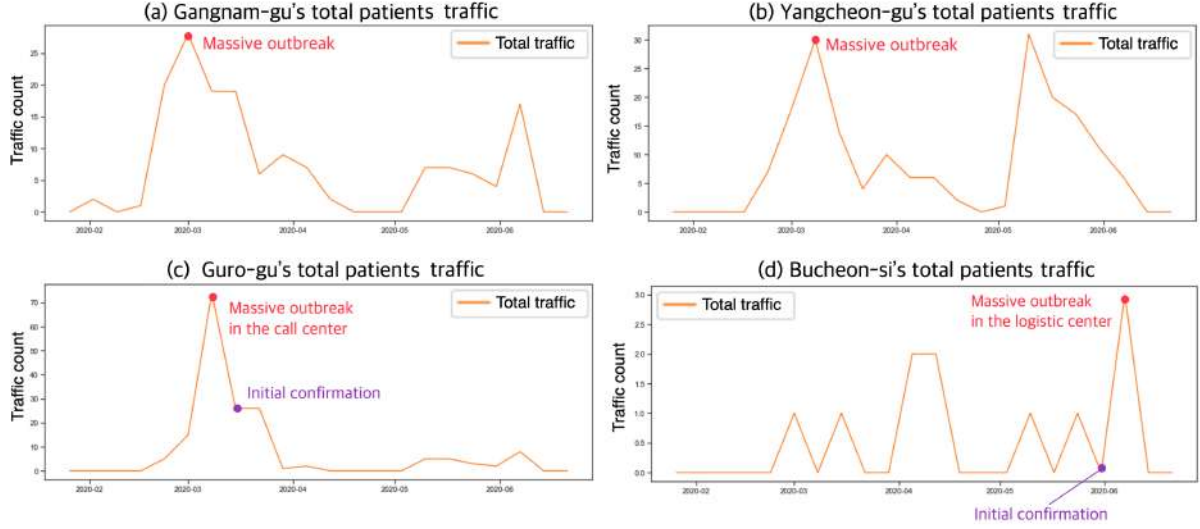 (a) Gangnam-gu's total patients traffic
Massive outbreak
Total traffic
Traffic count
25
20
15
10
5
0
2020-02
2020-03
2020-04
2020-05
2020-06
(b) Yangcheon-gu's total patients traffic
Massive outbreak
Total traffic
Traffic count
30
25
20
15
10
5
0
2020-02
2020-03
2020-04
2020-05
2020-06
(c) Guro-gu's total patients traffic
Massive outbreak
in the call center
Total traffic
Initial confirmation
Traffic count
70
60
50
40
30
20
10
0
2020-02
2020-03
2020-04
2020-05
2020-06
(d) Bucheon-si's total patients traffic
Total traffic
Massive outbreak
in the logistic center
Traffic count
3.0
2.5
2.0
1.5
1.0
0.5
0.0
2020-02
2020-03
2020-04
2020-05
2020-06
Initial confirmation